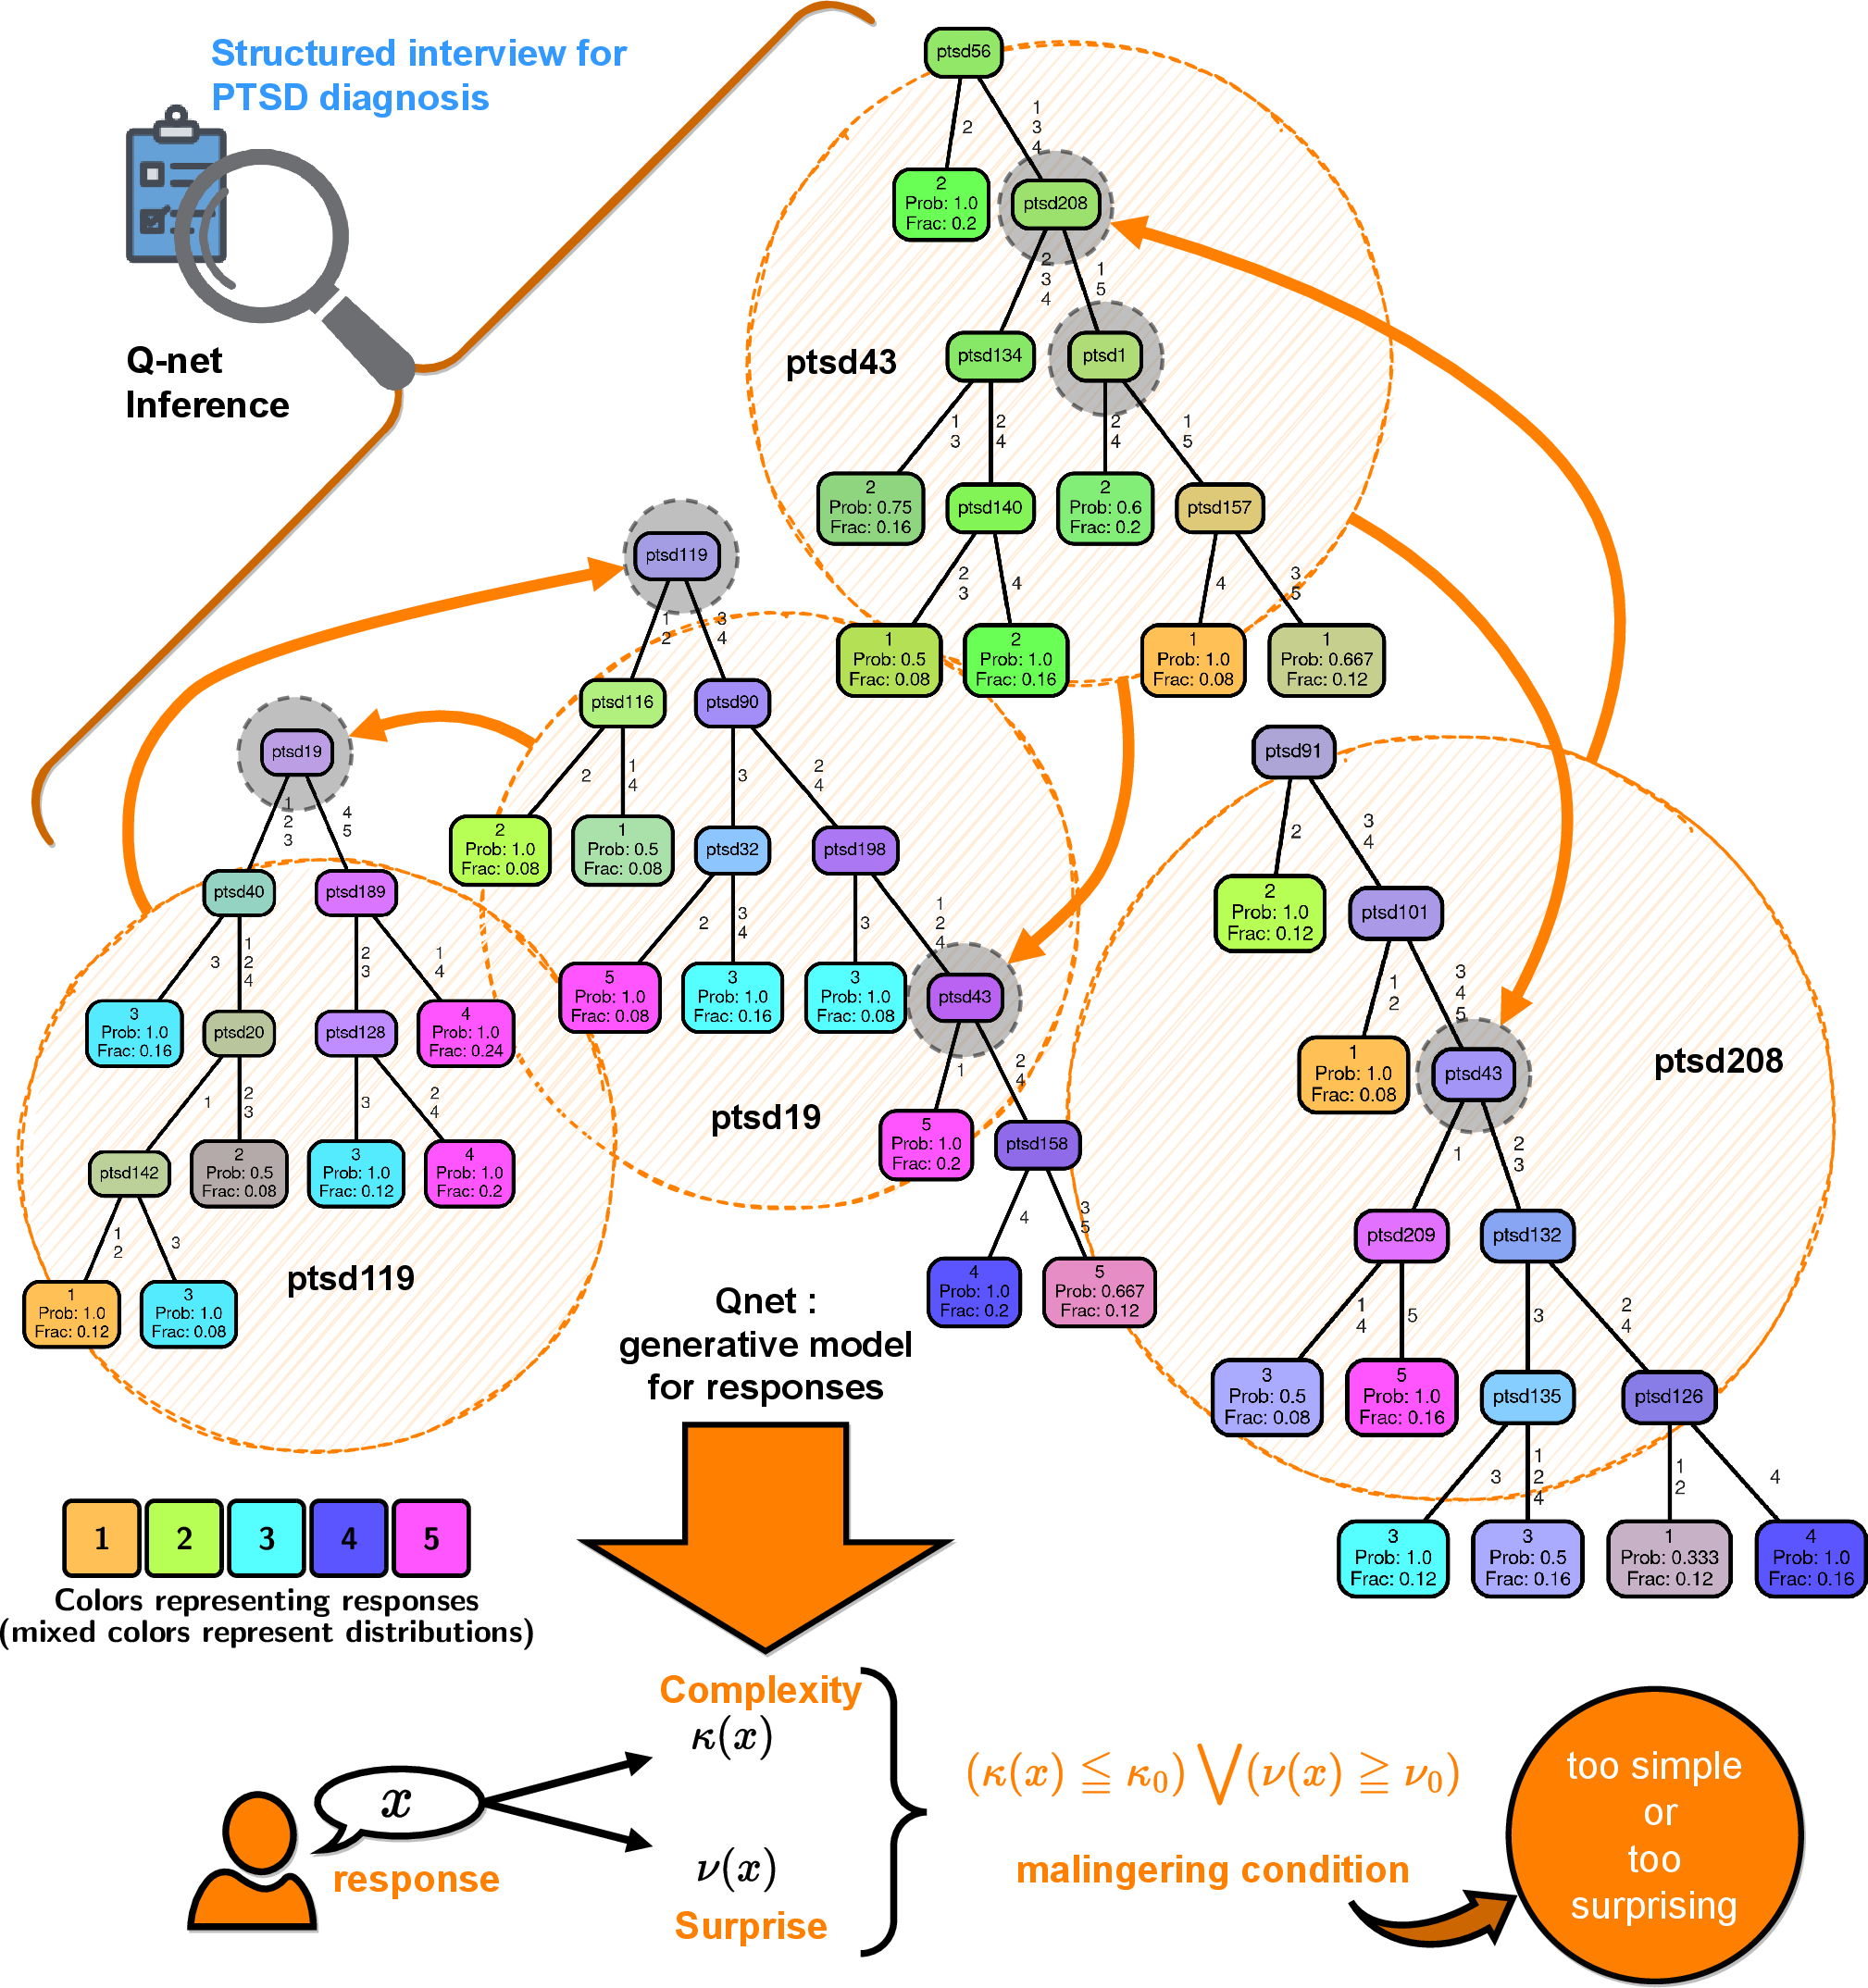 Structured interview for
PTSD diagnosis
Q-net
Inference
ptsd56
2
1
3
4
2
Prob: 1.0
Frac: 0.2
ptsd208
2
3
4
1
5
ptsd43
ptsd134
ptsd1
1
3
2
4
2
4
1
5
2
Prob: 0.75
Frac: 0.16
ptsd140
2
Prob: 0.6
Frac: 0.2
ptsd157
2
3
4
4
3
5
1
Prob: 0.5
Frac: 0.08
2
Prob: 1.0
Frac: 0.16
1
Prob: 1.0
Frac: 0.08
1
Prob: 0.667
Frac: 0.12
ptsd119
1
2
3
4
ptsd116
ptsd90
2
1
4
3
2
4
2
Prob: 1.0
Frac: 0.08
1
Prob: 0.5
Frac: 0.08
ptsd32
ptsd198
2
3
4
3
1
2
4
5
Prob: 1.0
Frac: 0.08
3
Prob: 1.0
Frac: 0.16
3
Prob: 1.0
Frac: 0.08
ptsd43
1
2
4
ptsd19
5
Prob: 1.0
Frac: 0.2
ptsd158
4
3
5
4
Prob: 1.0
Frac: 0.2
5
Prob: 0.667
Frac: 0.12
ptsd19
1
2
3
4
5
ptsd40
ptsd189
3
1
2
4
2
3
1
4
3
Prob: 1.0
Frac: 0.16
ptsd20
ptsd128
4
Prob: 1.0
Frac: 0.24
1
2
3
3
2
4
ptsd142
2
Prob: 0.5
Frac: 0.08
3
Prob: 1.0
Frac: 0.12
4
Prob: 1.0
Frac: 0.2
1
2
3
ptsd119
1
Prob: 1.0
Frac: 0.12
3
Prob: 1.0
Frac: 0.08
ptsd91
2
3
4
2
Prob: 1.0
Frac: 0.12
ptsd101
1
2
3
4
5
1
Prob: 1.0
Frac: 0.08
ptsd43
ptsd208
1
2
3
ptsd209
ptsd132
1
4
5
3
2
4
3
Prob: 0.5
Frac: 0.08
5
Prob: 1.0
Frac: 0.16
ptsd135
ptsd126
3
1
2
4
1
2
4
3
Prob: 1.0
Frac: 0.12
3
Prob: 0.5
Frac: 0.16
1
Prob: 0.333
Frac: 0.12
4
Prob: 1.0
Frac: 0.16
Qnet :
generative model
for responses
1 2 3 4 5
Colors representing responses
(mixed colors represent distributions)
x
response
Complexity
κ(x)
ν(x)
Surprise
(κ(x) ≦ κ₀) ⋁ (ν(x) ≧ ν₀)
malingering condition
too simple
or
too
surprising